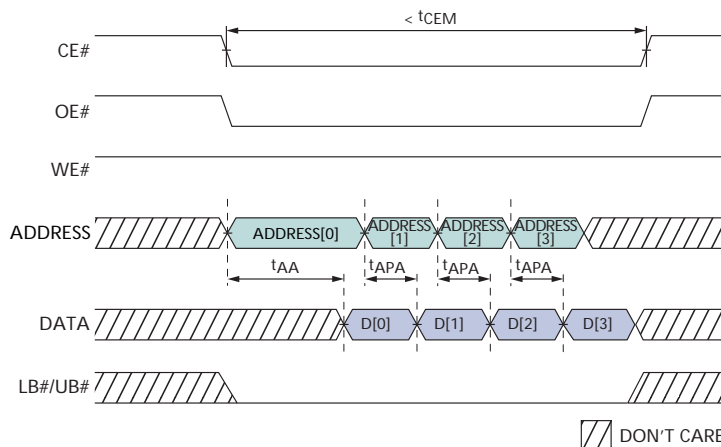 < tCEM
CE#
OE#
WE#
ADDRESS
ADDRESS[0]
ADDRESS
[1]
ADDRESS
[2]
ADDRESS
[3]
tAA
tAPA
tAPA
tAPA
DATA
D[0]
D[1]
D[2]
D[3]
LB#/UB#
DON'T CARE